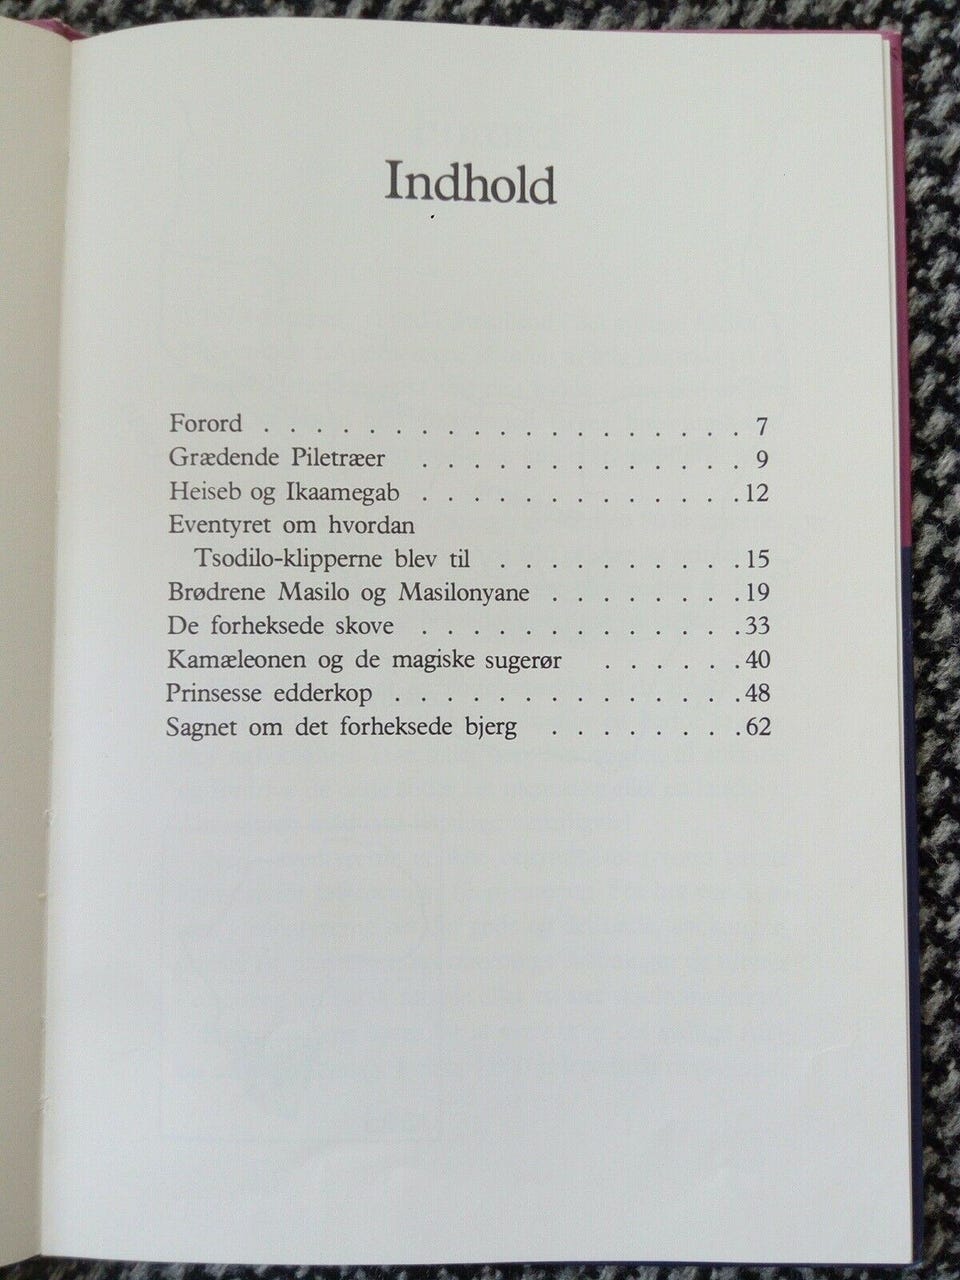 Indhold
Forord . . . . . . . . . . . . . . . . . . . 7
Grædende Piletræer . . . . . . . . . . . . . 9
Heiseb og Ikaamegab . . . . . . . . . . . . . 12
Eventyret om hvordan
Tsodilo-klipperne blev til . . . . . . . . . . 15
Brødrene Masilo og Masilonyane . . . . . . . . 19
De forheksede skove . . . . . . . . . . . . . 33
Kamæleonen og de magiske sugerør . . . . . . 40
Prinsesse edderkop . . . . . . . . . . . . . . 48
Sagnet om det forheksede bjerg . . . . . . . . 62